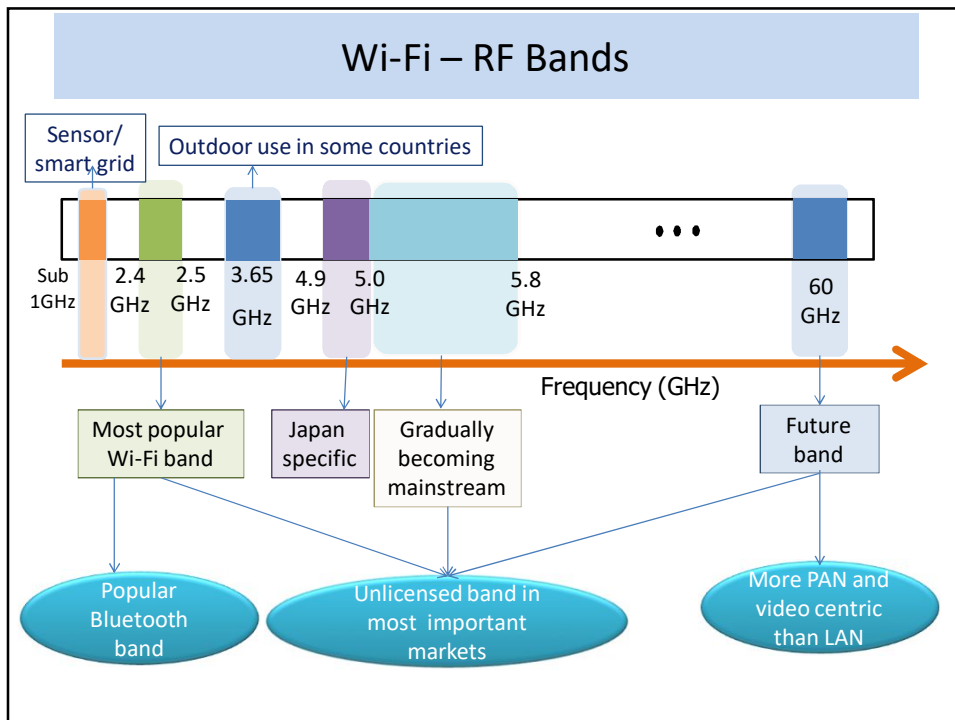 Wi-Fi – RF Bands
Sensor/
smart grid
Outdoor use in some countries
Sub
1GHz
2.4
GHz
2.5
GHz
3.65
GHz
4.9
GHz
5.0
GHz
5.8
GHz
60
GHz
Frequency (GHz)
Most popular
Wi-Fi band
Japan
specific
Gradually
becoming
mainstream
Future
band
Popular
Bluetooth
band
Unlicensed band in
most important
markets
More PAN and
video centric
than LAN